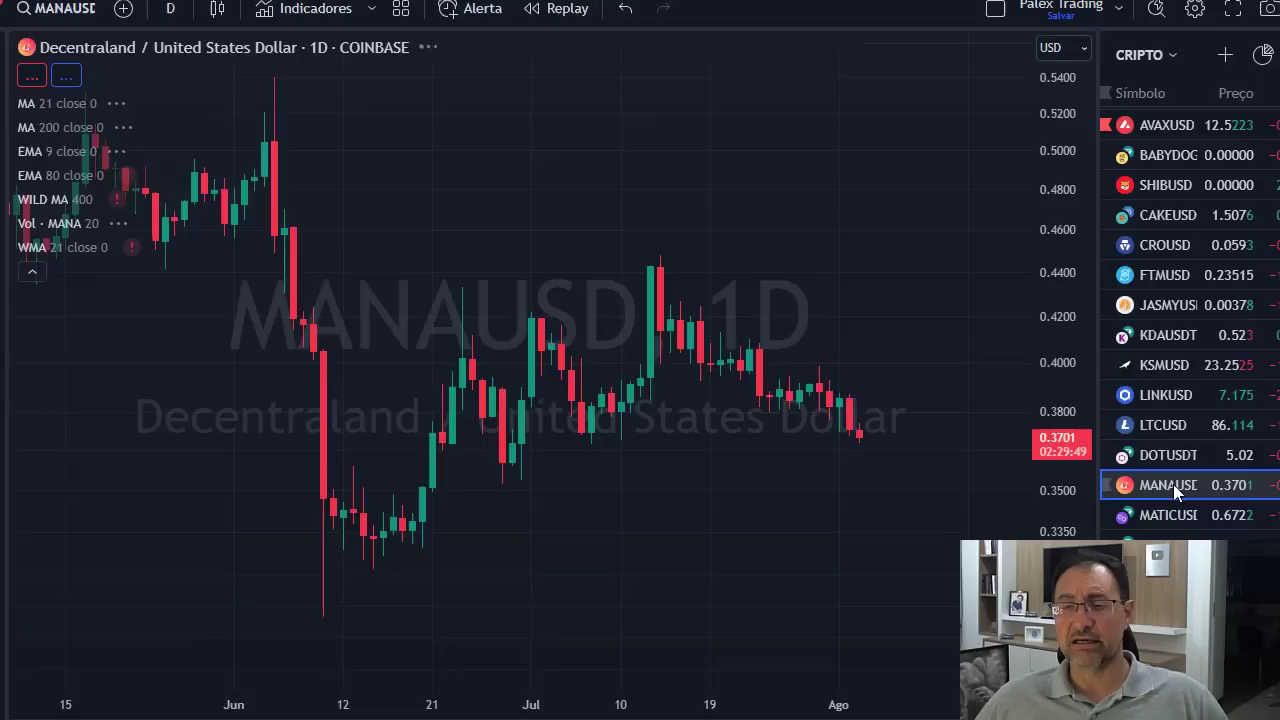 MANAUSD
D
Indicadores
Alerta
Replay
Palex Trading
Salvar
Decentraland / United States Dollar · 1D · COINBASE
USD
MA 21 close 0
MA 200 close 0
EMA 9 close 0
EMA 80 close 0
WILD MA 400
Vol · MANA 20
WMA 21 close 0
MANAUSD 1D
Decentraland / United States Dollar
0.5400
0.5200
0.5000
0.4800
0.4600
0.4400
0.4200
0.4000
0.3800
0.3701
02:29:49
0.3500
0.3350
15
Jun
12
21
Jul
10
19
Ago
CRIPTO
Símbolo Preço
AVAXUSD 12.5223
BABYDOG 0.00000
SHIBUSD 0.00000
CAKEUSD 1.5076
CROUSD 0.0593
FTMUSD 0.23515
JASMYUS 0.00378
KDAUSDT 0.523
KSMUSD 23.2525
LINKUSD 7.175
LTCUSD 86.114
DOTUSDT 5.02
MANAUSD 0.3701
MATICUSD 0.6722